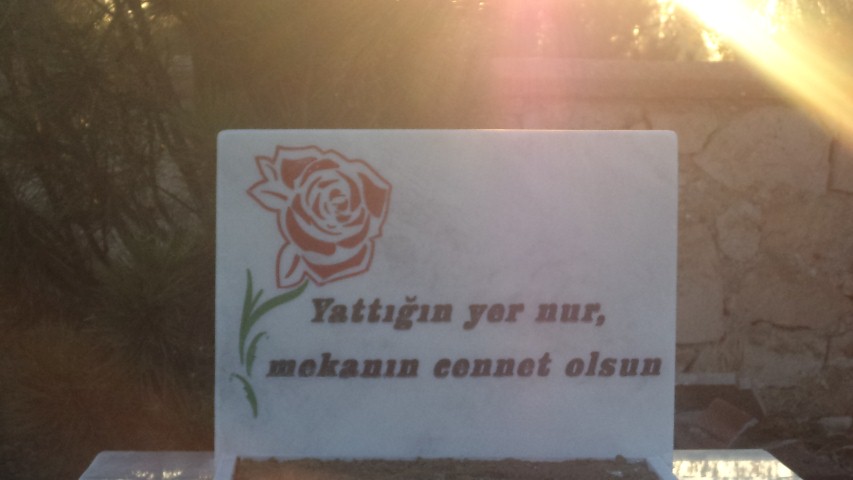 Yattığın yer nur,
mekanın cennet olsun